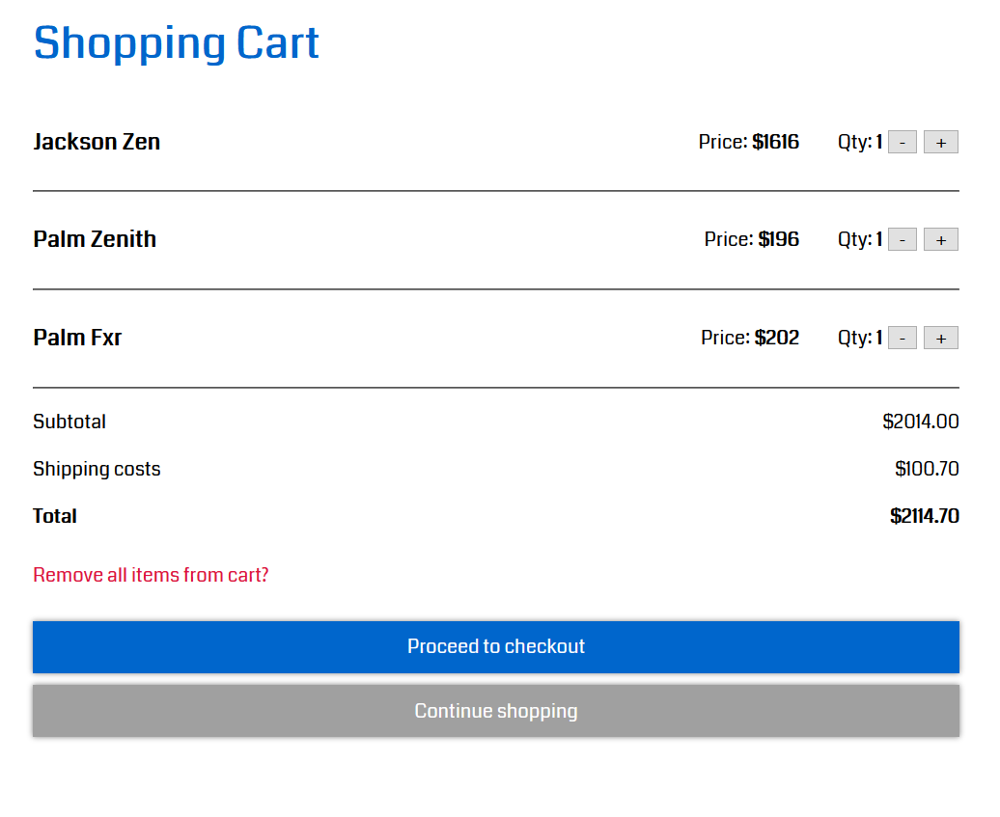 Shopping Cart
Jackson Zen Price: $1616 Qty: 1 - +
Palm Zenith Price: $196 Qty: 1 - +
Palm Fxr Price: $202 Qty: 1 - +
Subtotal $2014.00
Shipping costs $100.70
Total $2114.70
Remove all items from cart?
Proceed to checkout
Continue shopping